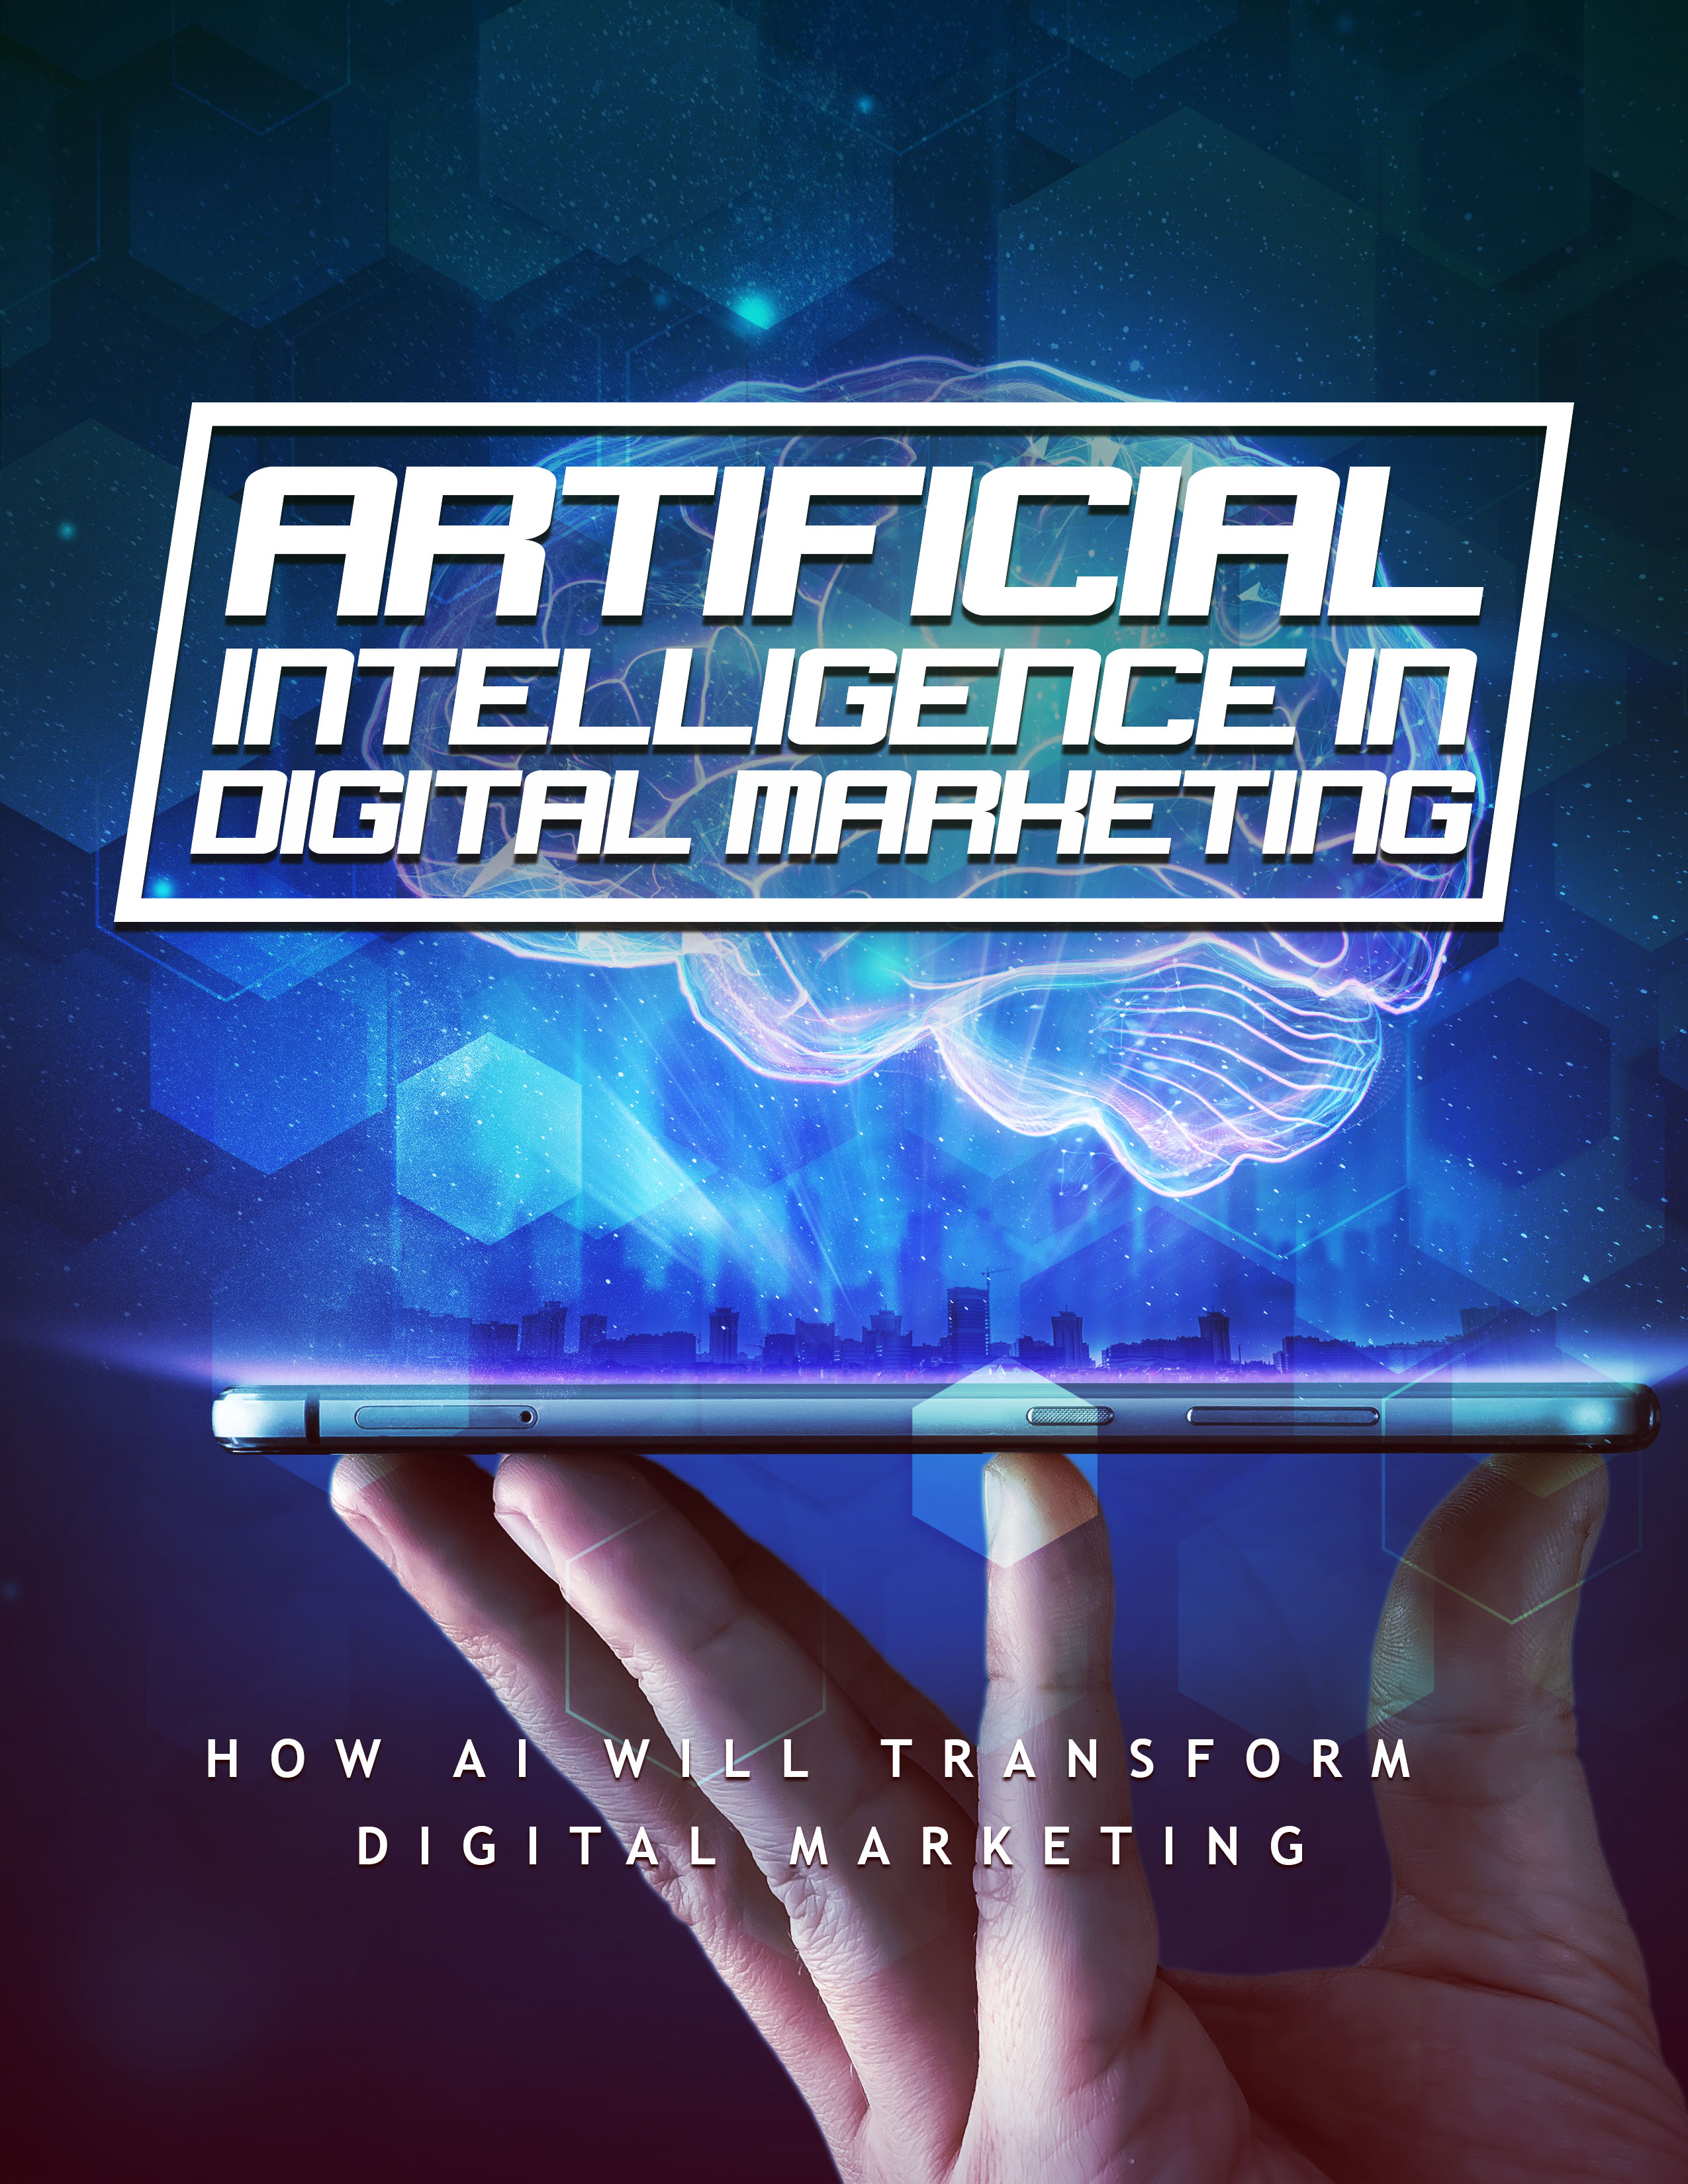 ARTIFICIAL
INTELLIGENCE IN
DIGITAL MARKETING
HOW AI WILL TRANSFORM
DIGITAL MARKETING